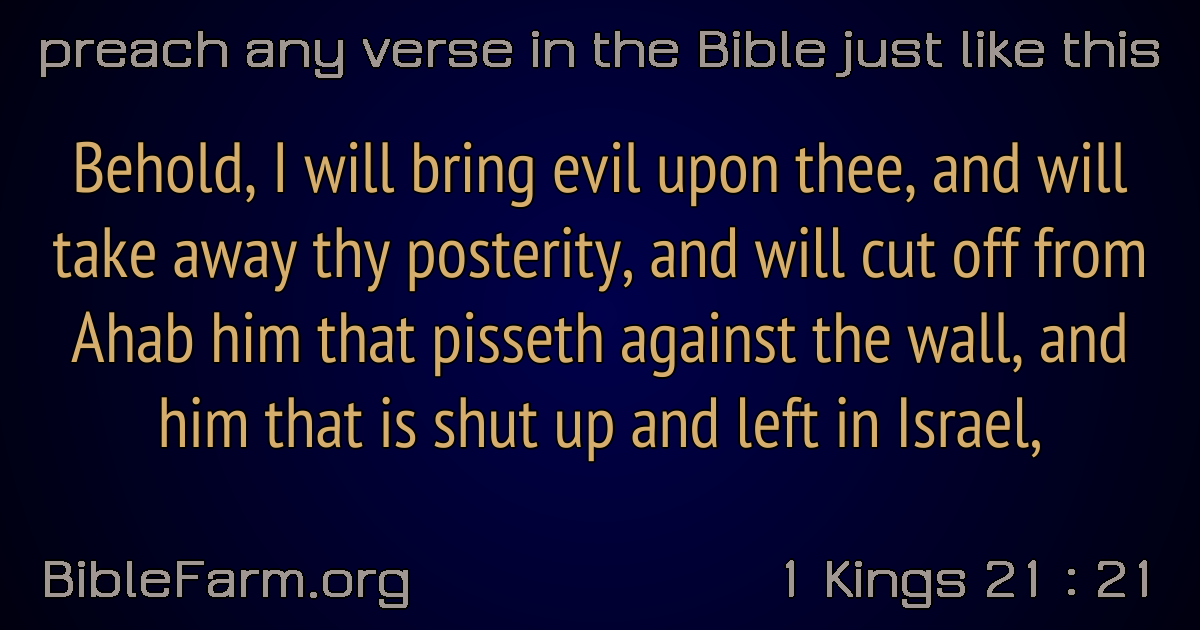 preach any verse in the Bible just like this
Behold, I will bring evil upon thee, and will
take away thy posterity, and will cut off from
Ahab him that pisseth against the wall, and
him that is shut up and left in Israel,
BibleFarm.org
1 Kings 21 : 21